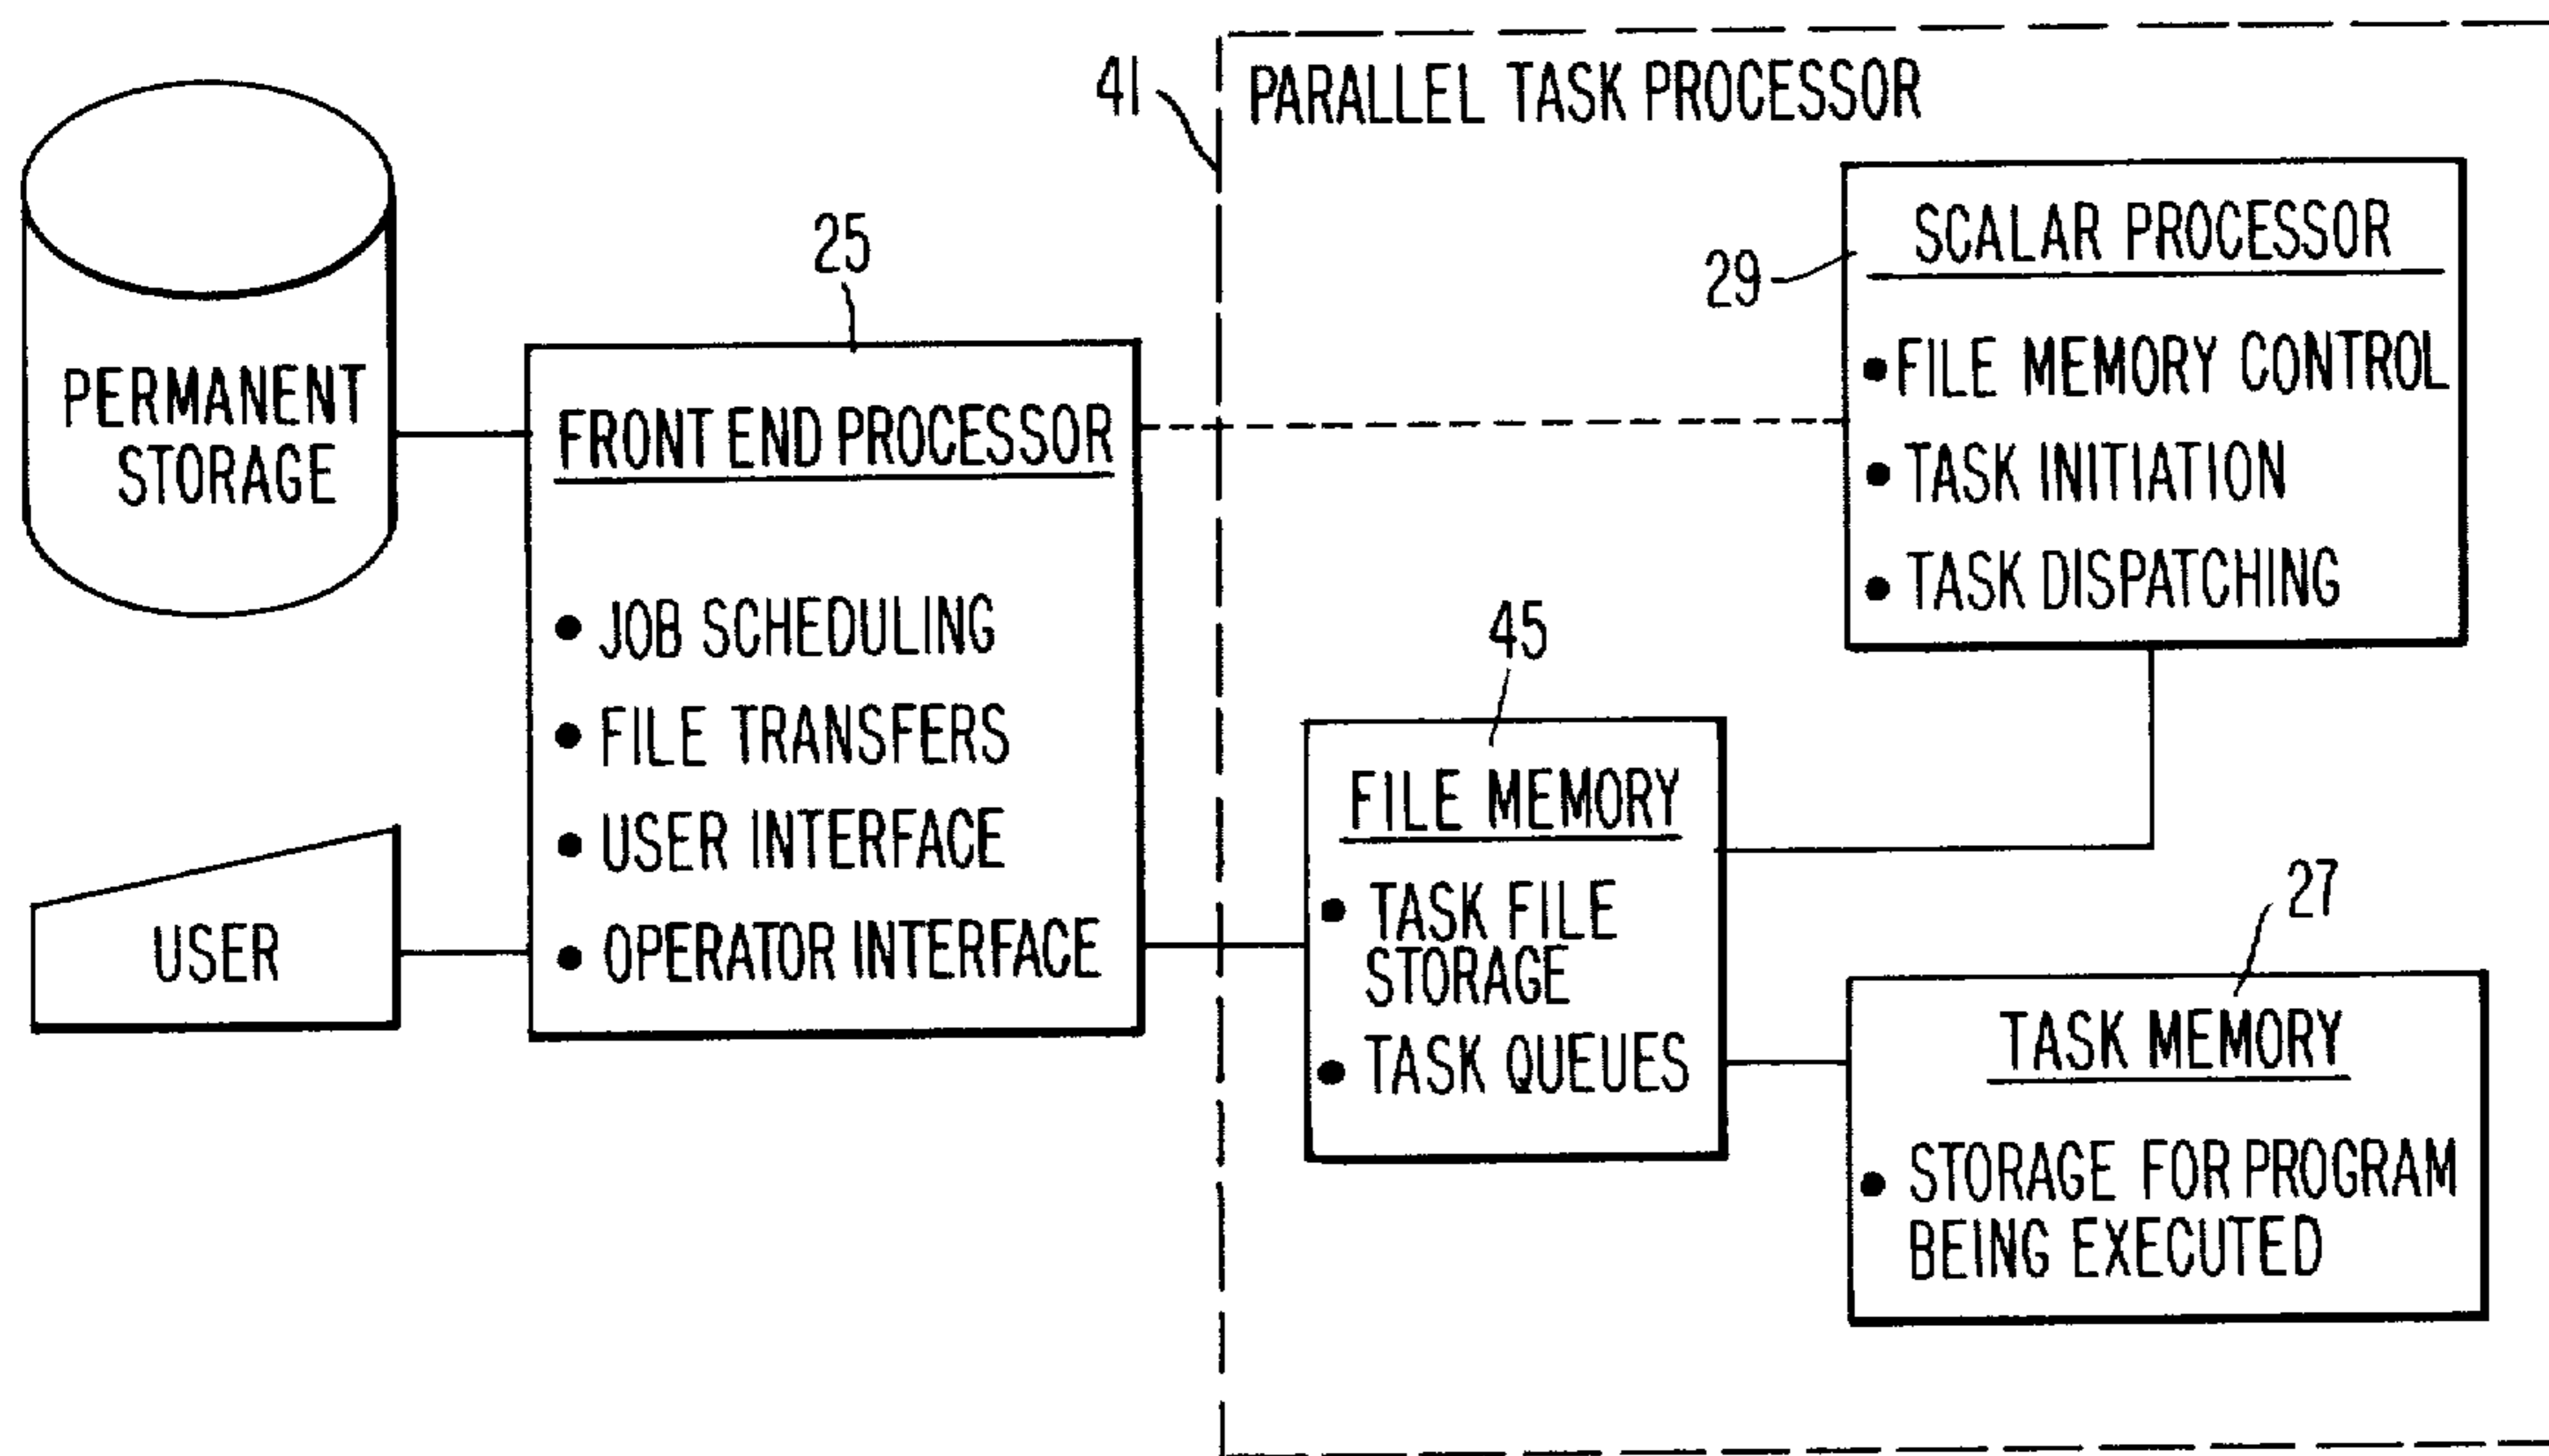 PERMANENT
STORAGE
USER
25
FRONT END PROCESSOR
• JOB SCHEDULING
• FILE TRANSFERS
• USER INTERFACE
• OPERATOR INTERFACE
41
PARALLEL TASK PROCESSOR
29
SCALAR PROCESSOR
• FILE MEMORY CONTROL
• TASK INITIATION
• TASK DISPATCHING
45
FILE MEMORY
• TASK FILE
STORAGE
• TASK QUEUES
27
TASK MEMORY
• STORAGE FOR PROGRAM
BEING EXECUTED